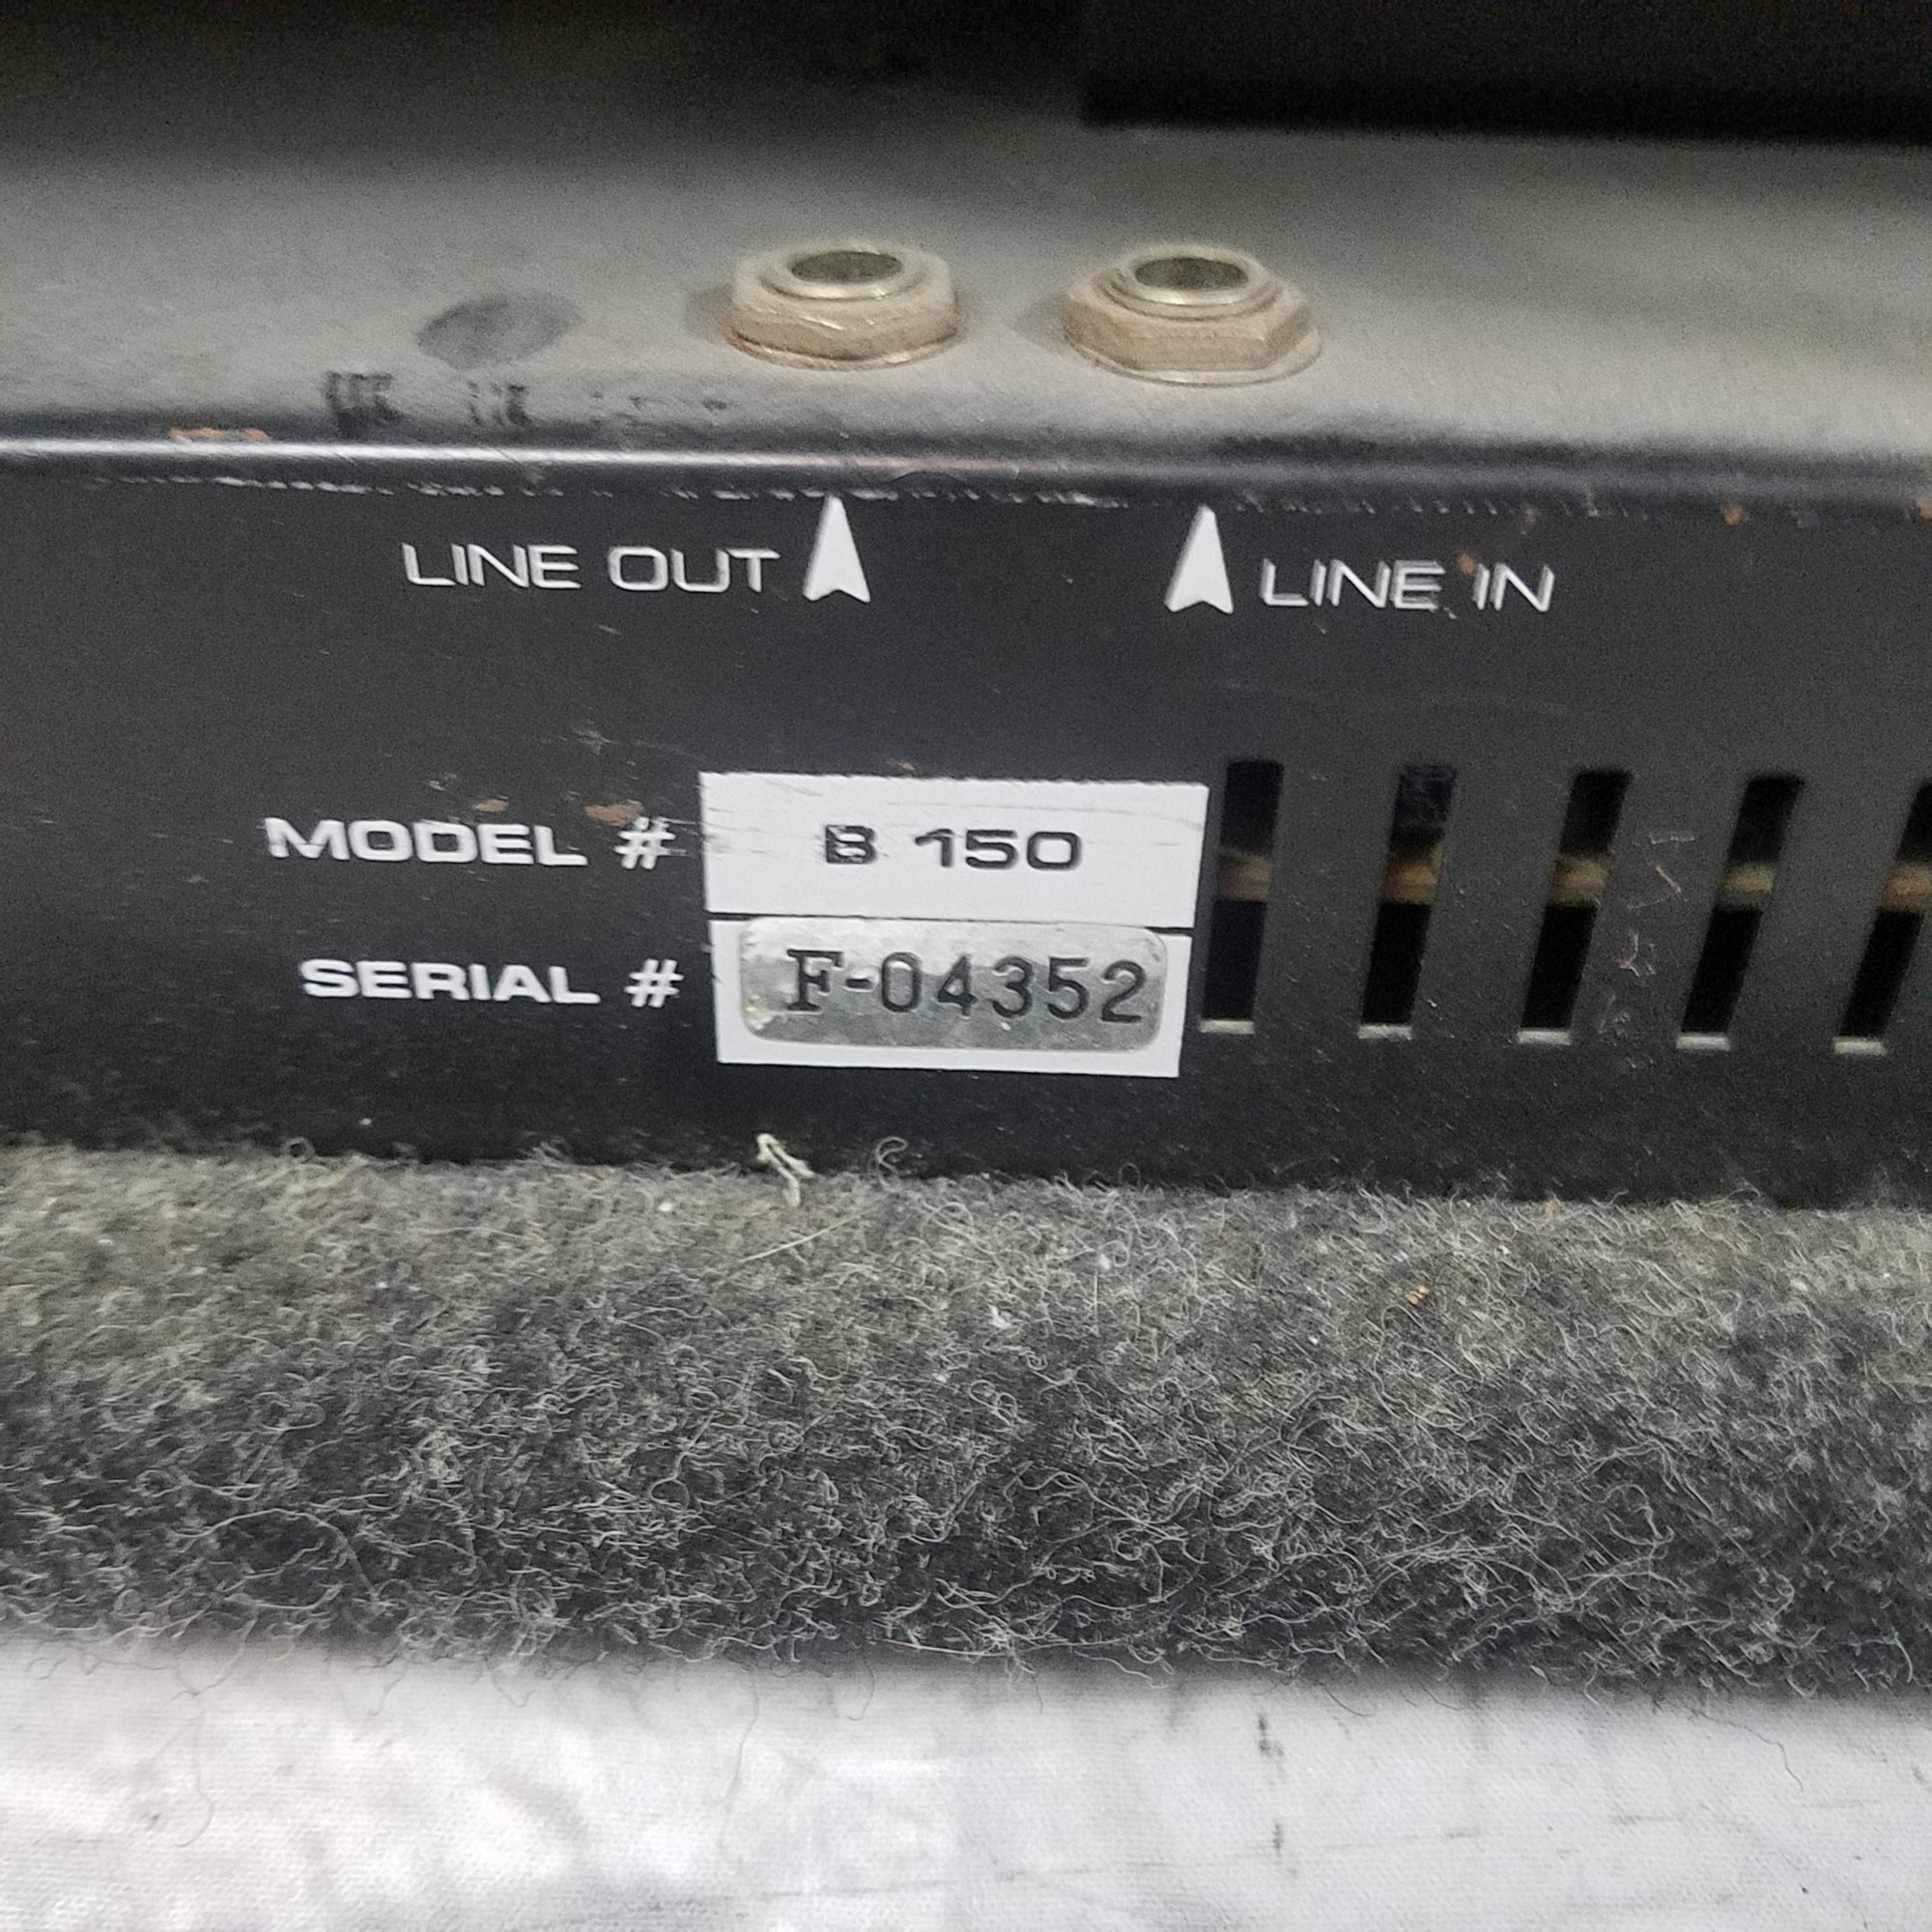 LINE OUT LINE IN
MODEL # B 150
SERIAL # F-04352